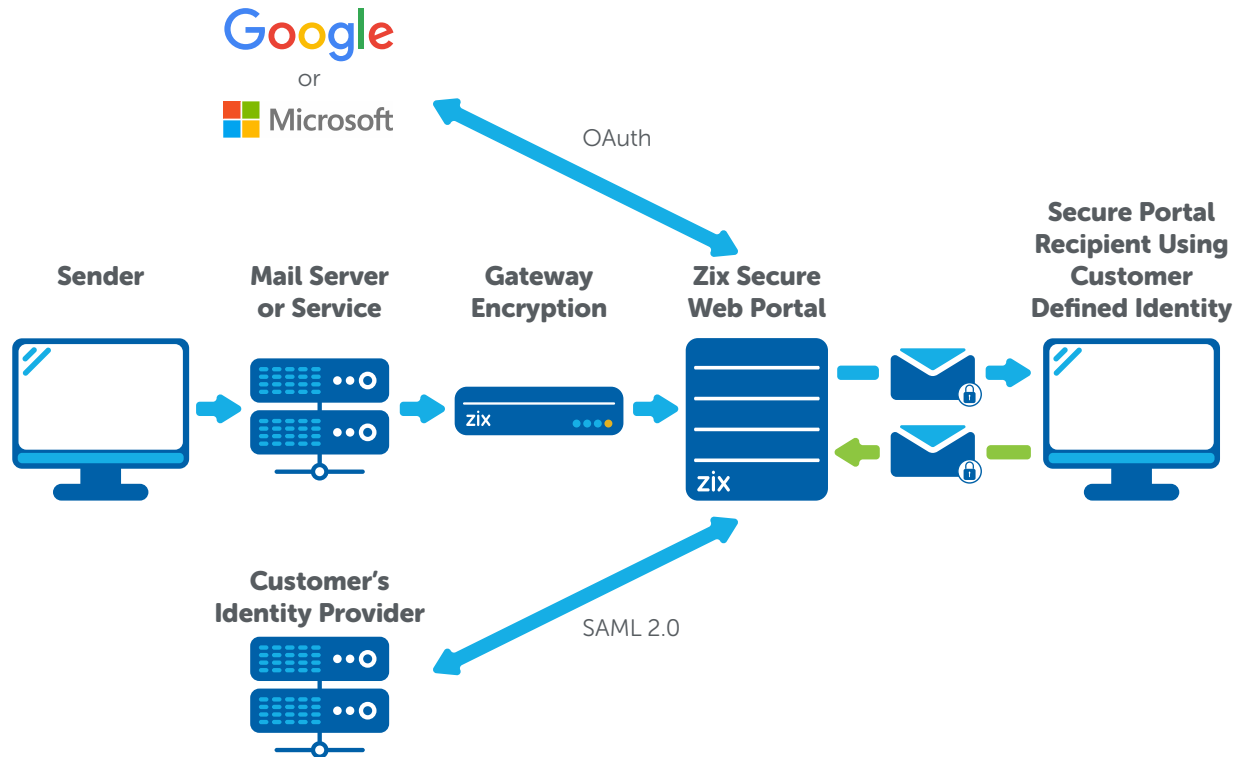 Google
or
Microsoft
OAuth
Sender
Mail Server
or Service
Gateway
Encryption
Zix Secure
Web Portal
Secure Portal
Recipient Using
Customer
Defined Identity
zix
zix
Customer's
Identity Provider
SAML 2.0